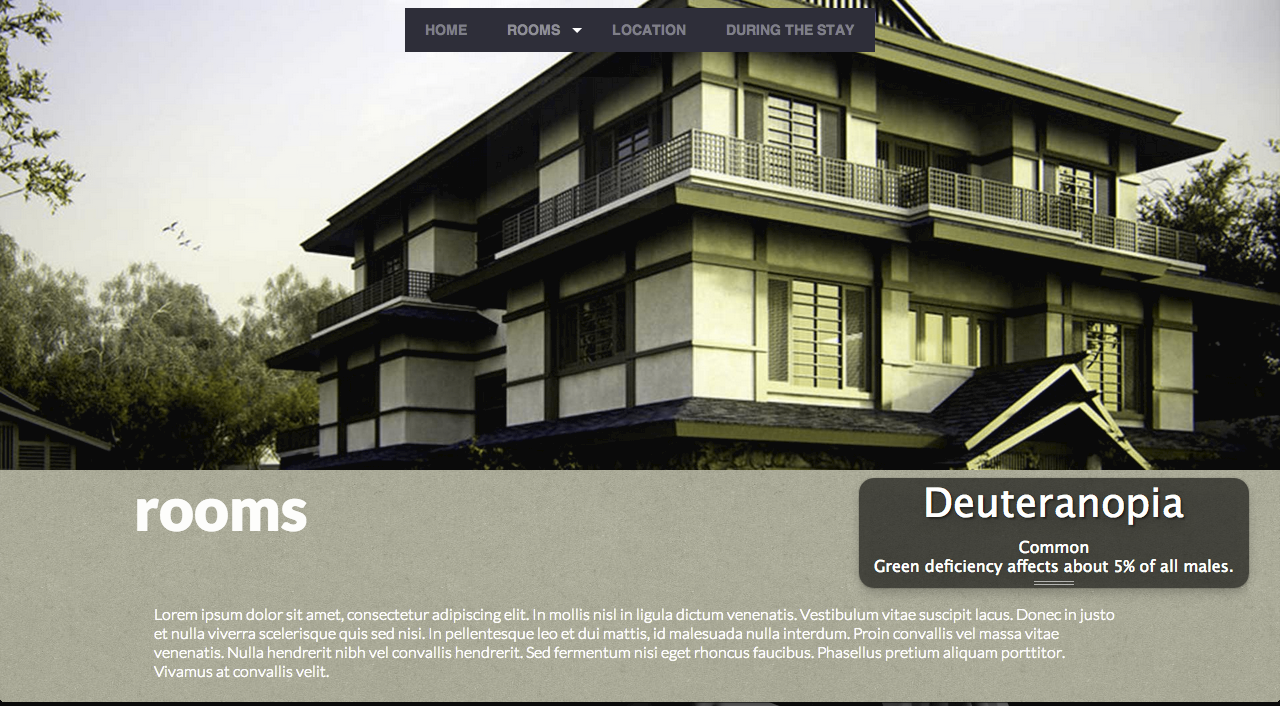 HOME ROOMS LOCATION DURING THE STAY
rooms
Deuteranopia
Common
Green deficiency affects about 5% of all males.
Lorem ipsum dolor sit amet, consectetur adipiscing elit. In mollis nisl in ligula dictum venenatis. Vestibulum vitae suscipit lacus. Donec in justo
et nulla viverra scelerisque quis sed nisi. In pellentesque leo et dui mattis, id malesuada nulla interdum. Proin convallis vel massa vitae
venenatis. Nulla hendrerit nibh vel convallis hendrerit. Sed fermentum nisi eget rhoncus faucibus. Phasellus pretium aliquam porttitor.
Vivamus at convallis velit.